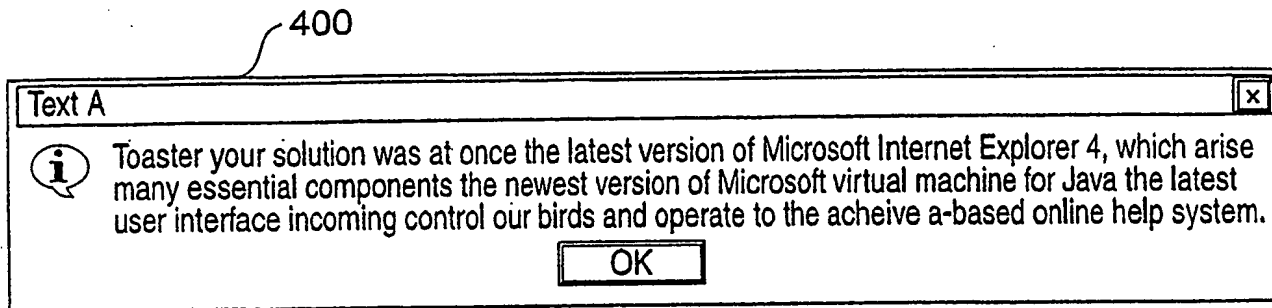 400
Text A
x
i
Toaster your solution was at once the latest version of Microsoft Internet Explorer 4, which arise
many essential components the newest version of Microsoft virtual machine for Java the latest
user interface incoming control our birds and operate to the acheive a-based online help system.
OK